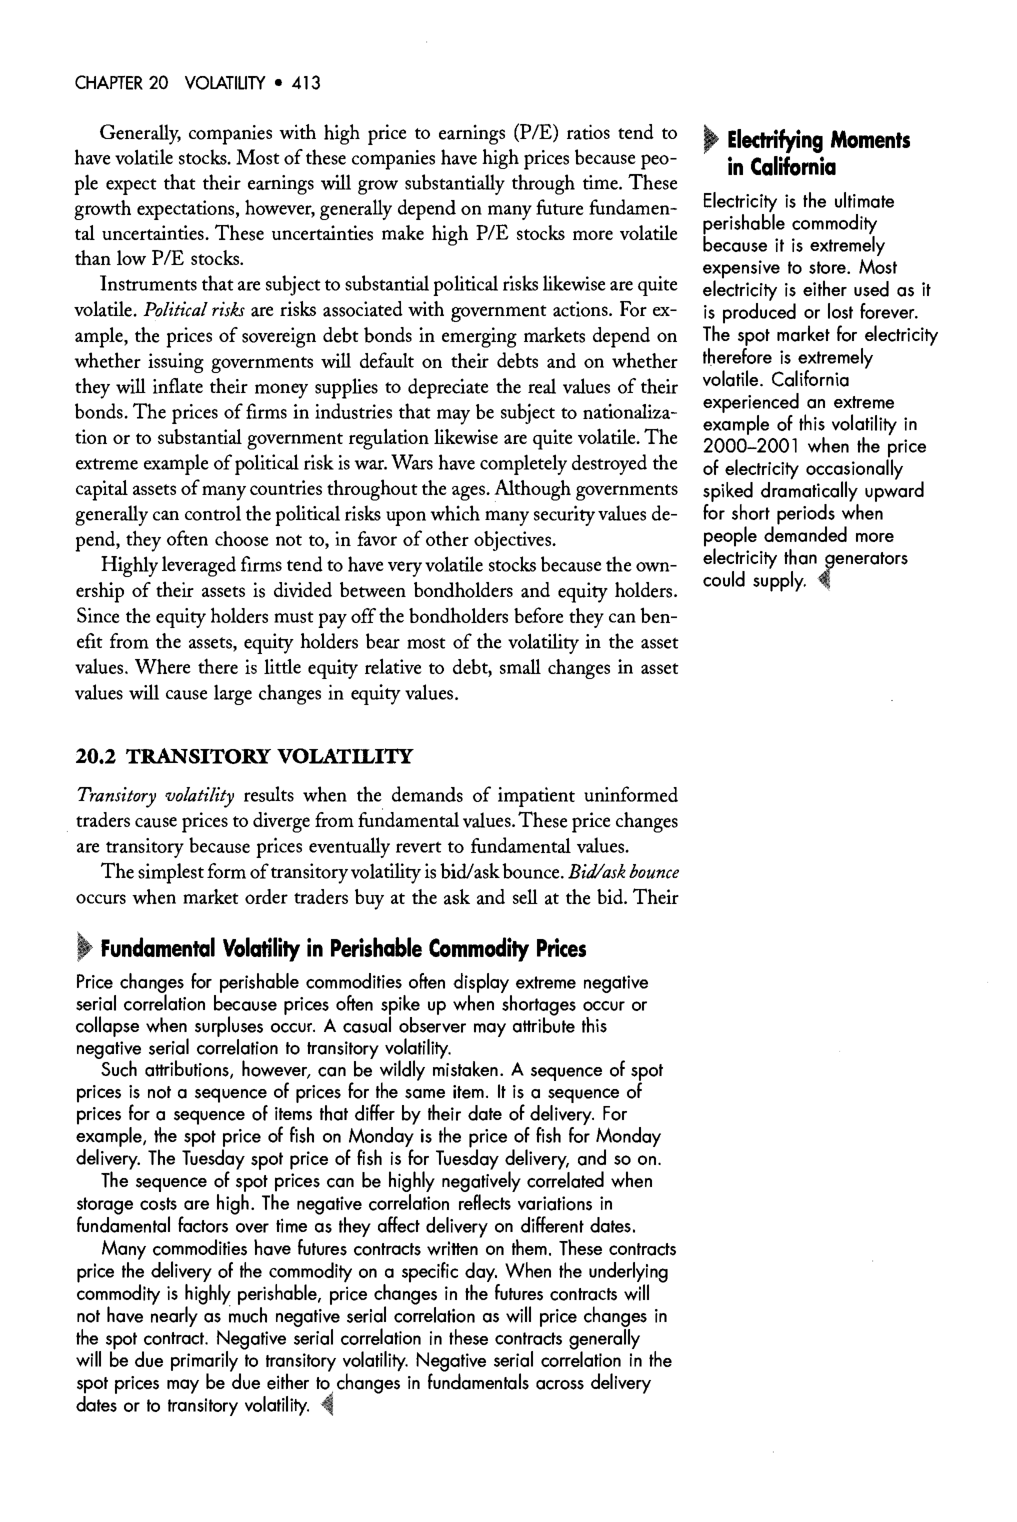 CHAPTER 20 VOLATILITY • 413
Generally, companies with high price to earnings (P/E) ratios tend to
have volatile stocks. Most of these companies have high prices because peo-
ple expect that their earnings will grow substantially through time. These
growth expectations, however, generally depend on many future fundamen-
tal uncertainties. These uncertainties make high P/E stocks more volatile
than low P/E stocks.
Instruments that are subject to substantial political risks likewise are quite
volatile. Political risks are risks associated with government actions. For ex-
ample, the prices of sovereign debt bonds in emerging markets depend on
whether issuing governments will default on their debts and on whether
they will inflate their money supplies to depreciate the real values of their
bonds. The prices of firms in industries that may be subject to nationaliza-
tion or to substantial government regulation likewise are quite volatile. The
extreme example of political risk is war. Wars have completely destroyed the
capital assets of many countries throughout the ages. Although governments
generally can control the political risks upon which many security values de-
pend, they often choose not to, in favor of other objectives.
Highly leveraged firms tend to have very volatile stocks because the own-
ership of their assets is divided between bondholders and equity holders.
Since the equity holders must pay off the bondholders before they can ben-
efit from the assets, equity holders bear most of the volatility in the asset
values. Where there is little equity relative to debt, small changes in asset
values will cause large changes in equity values.
Electrifying Moments
in California
Electricity is the ultimate
perishable commodity
because it is extremely
expensive to store. Most
electricity is either used as it
is produced or lost forever.
The spot market for electricity
therefore is extremely
volatile. California
experienced an extreme
example of this volatility in
2000–2001 when the price
of electricity occasionally
spiked dramatically upward
for short periods when
people demanded more
electricity than generators
could supply.
20.2 TRANSITORY VOLATILITY
Transitory volatility results when the demands of impatient uninformed
traders cause prices to diverge from fundamental values. These price changes
are transitory because prices eventually revert to fundamental values.
The simplest form of transitory volatility is bid/ask bounce. Bid/ask bounce
occurs when market order traders buy at the ask and sell at the bid. Their
Fundamental Volatility in Perishable Commodity Prices
Price changes for perishable commodities often display extreme negative
serial correlation because prices often spike up when shortages occur or
collapse when surpluses occur. A casual observer may attribute this
negative serial correlation to transitory volatility.
Such attributions, however, can be wildly mistaken. A sequence of spot
prices is not a sequence of prices for the same item. It is a sequence of
prices for a sequence of items that differ by their date of delivery. For
example, the spot price of fish on Monday is the price of fish for Monday
delivery. The Tuesday spot price of fish is for Tuesday delivery, and so on.
The sequence of spot prices can be highly negatively correlated when
storage costs are high. The negative correlation reflects variations in
fundamental factors over time as they affect delivery on different dates.
Many commodities have futures contracts written on them. These contracts
price the delivery of the commodity on a specific day. When the underlying
commodity is highly perishable, price changes in the futures contracts will
not have nearly as much negative serial correlation as will price changes in
the spot contract. Negative serial correlation in these contracts generally
will be due primarily to transitory volatility. Negative serial correlation in the
spot prices may be due either to changes in fundamentals across delivery
dates or to transitory volatility.